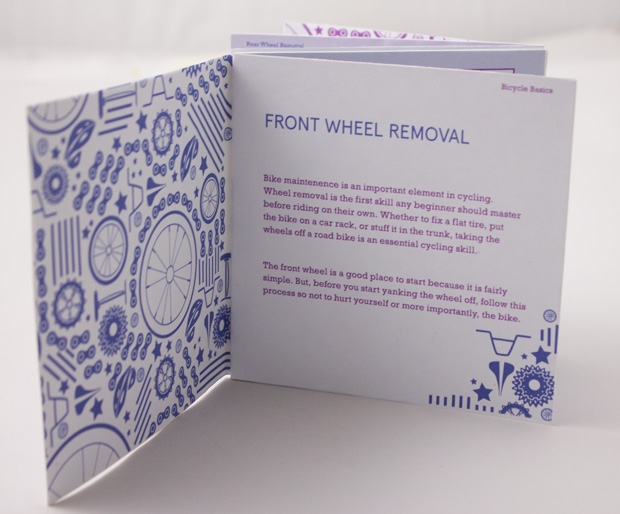 Front Wheel Removal
Bicycle Basics
FRONT WHEEL REMOVAL
Bike maintenence is an important element in cycling.
Wheel removal is the first skill any beginner should master
before riding on their own. Whether to fix a flat tire, put
the bike on a car rack, or stuff it in the trunk, taking the
wheels off a road bike is an essential cycling skill.
The front wheel is a good place to start because it is fairly
simple. But, before you start yanking the wheel off, follow this
process so not to hurt yourself or more importantly, the bike.